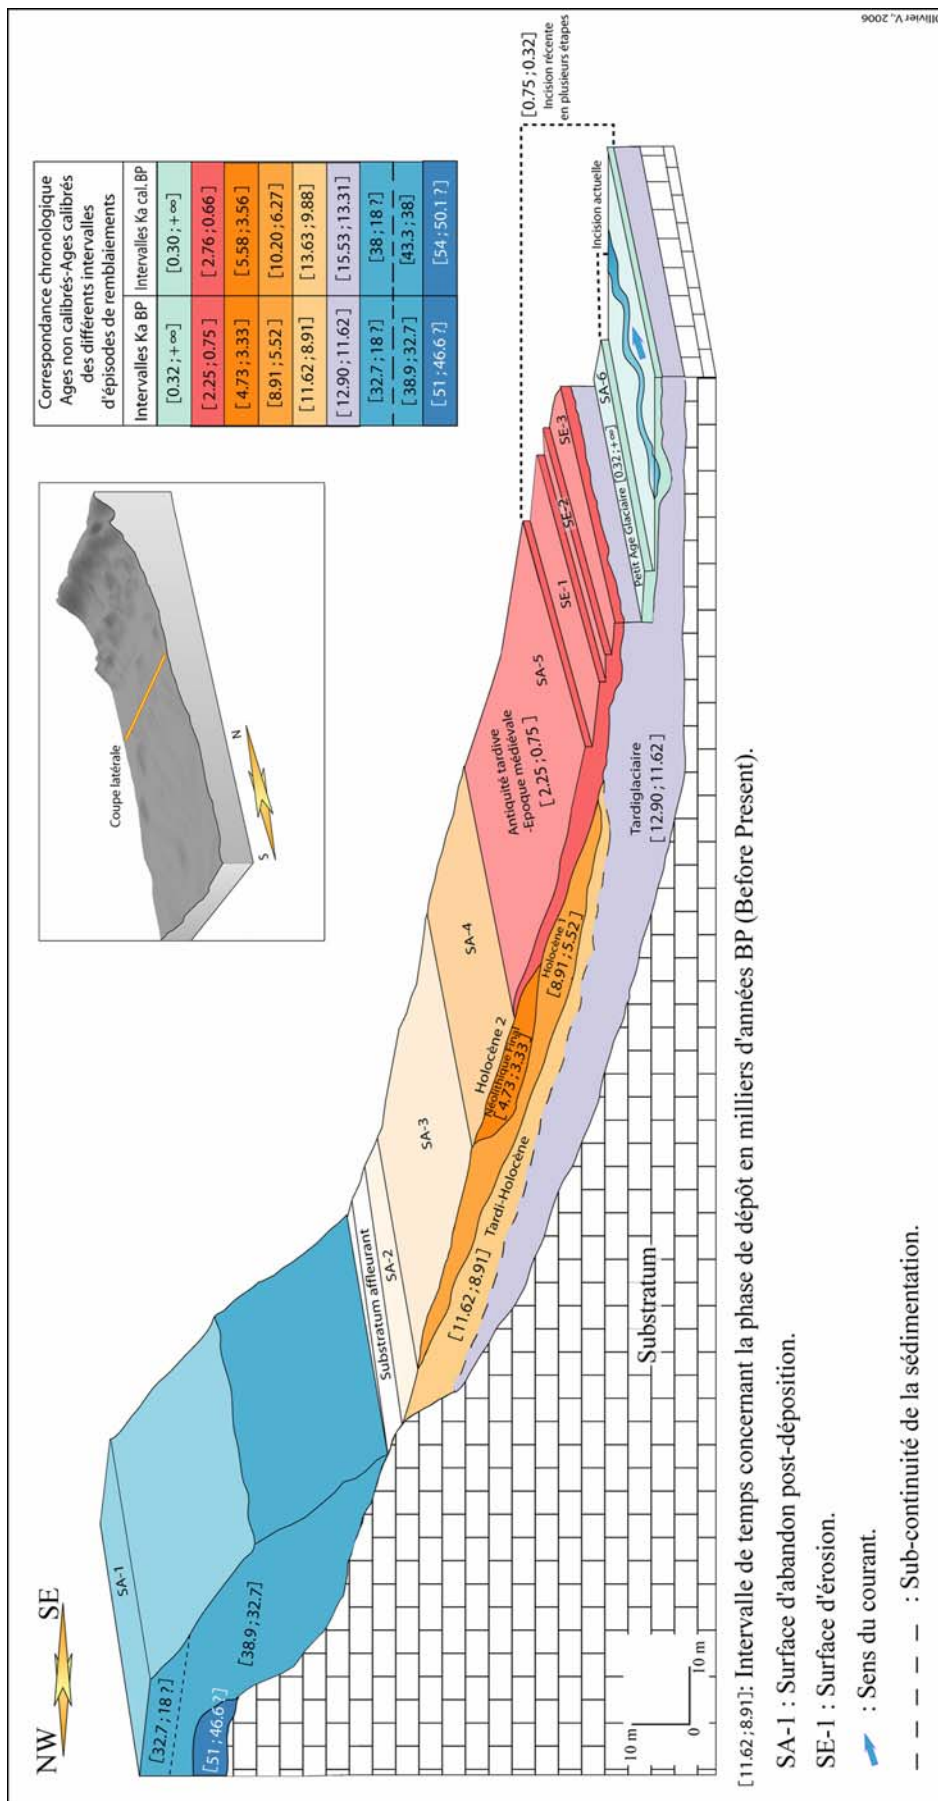 Ollivier V., 2006
Correspondance chronologique
Ages non calibrés-Ages calibrés
des différents intervalles
d'épisodes de remblaiements
Intervalles Ka BP Intervalles Ka cal. BP
[0.32 ; +∞] [0.30 ; +∞]
[2.25 ; 0.75] [2.76 ; 0.66]
[4.73 ; 3.33] [5.58 ; 3.56]
[8.91 ; 5.52] [10.20 ; 6.27]
[11.62 ; 8.91] [13.63 ; 9.88]
[12.90 ; 11.62] [15.53 ; 13.31]
[32.7 ; 18 ?] [38 ; 18 ?]
[38.9 ; 32.7] [43.3 ; 38]
[51 ; 46.6 ?] [54 ; 50.1 ?]
Coupe latérale
S
N
NW
SE
[0.75 ; 0.32]
Incision récente
en plusieurs étapes
Incision actuelle
SA-1
[32.7 ; 18 ?]
[38.9 ; 32.7]
[51 ; 46.6 ?]
Substratum affleurant
SA-2
SA-3
SA-4
Holocène 2
Néolithique Final
[4.73 ; 3.33]
Holocène 1
[8.91 ; 5.52]
Tardi-Holocène
[11.62 ; 8.91]
Antiquité tardive
-Epoque médiévale
[2.25 ; 0.75]
SA-5
SE-1
SE-2
SE-3
SA-6
Petit Age Glaciaire [0.32 ; +∞]
Tardiglaciaire
[12.90 ; 11.62]
Substratum
10 m
0
10 m
[11.62 ; 8.91]: Intervalle de temps concernant la phase de dépôt en milliers d'années BP (Before Present).
SA-1 : Surface d'abandon post-déposition.
SE-1 : Surface d'érosion.
: Sens du courant.
: Sub-continuité de la sédimentation.